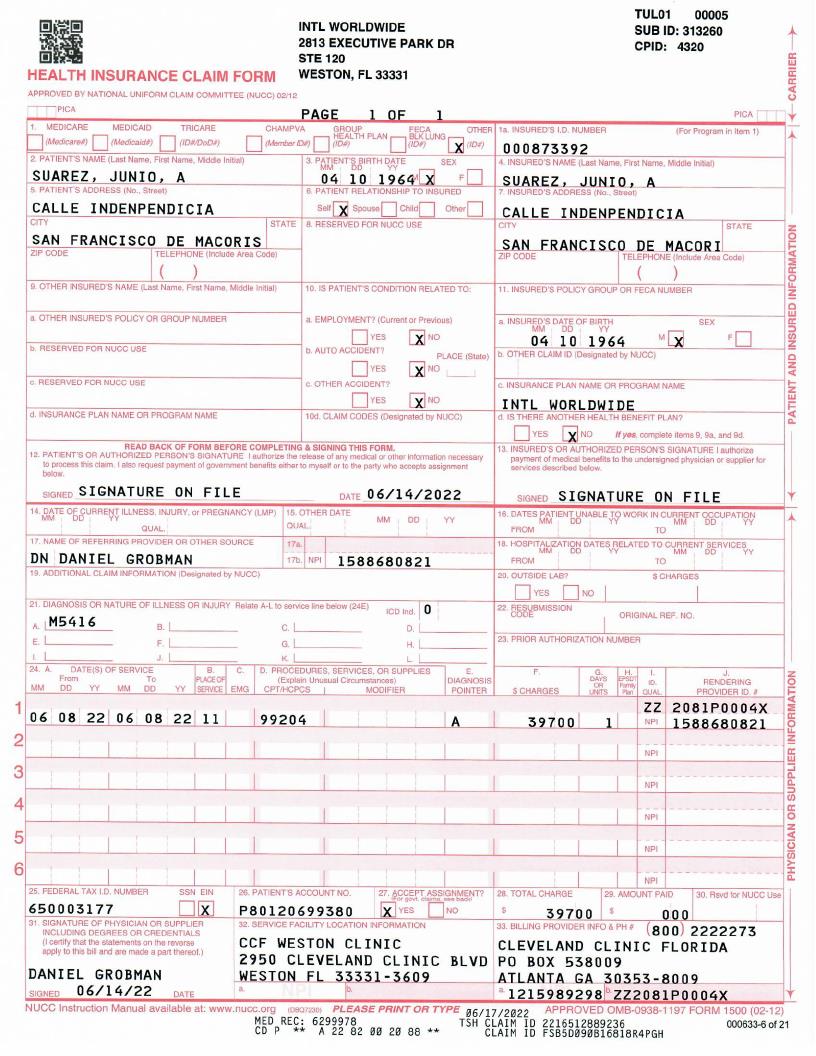 TUL01 00005
INTL WORLDWIDE
2813 EXECUTIVE PARK DR
STE 120
WESTON, FL 33331
SUB ID: 313260
CPID: 4320
HEALTH INSURANCE CLAIM FORM
APPROVED BY NATIONAL UNIFORM CLAIM COMMITTEE (NUCC) 02/12
PICA
PAGE 1 OF 1
PICA
CARRIER
1. MEDICARE MEDICAID TRICARE CHAMPVA GROUP HEALTH PLAN FECA BLK LUNG OTHER
(Medicare#) (Medicaid#) (ID#/DoD#) (Member ID#) (ID#) (ID#) X (ID#)
1a. INSURED'S I.D. NUMBER (For Program in Item 1)
000873392
2. PATIENT'S NAME (Last Name, First Name, Middle Initial)
SUAREZ, JUNIO, A
3. PATIENT'S BIRTH DATE SEX
MM DD YY
04 10 1964 M X F
4. INSURED'S NAME (Last Name, First Name, Middle Initial)
SUAREZ, JUNIO, A
5. PATIENT'S ADDRESS (No., Street)
CALLE INDENPENDICIA
6. PATIENT RELATIONSHIP TO INSURED
Self X Spouse Child Other
7. INSURED'S ADDRESS (No., Street)
CALLE INDENPENDICIA
CITY STATE
SAN FRANCISCO DE MACORIS
8. RESERVED FOR NUCC USE
CITY STATE
SAN FRANCISCO DE MACORI
ZIP CODE TELEPHONE (Include Area Code)
( )
ZIP CODE TELEPHONE (Include Area Code)
( )
9. OTHER INSURED'S NAME (Last Name, First Name, Middle Initial)
10. IS PATIENT'S CONDITION RELATED TO:
11. INSURED'S POLICY GROUP OR FECA NUMBER
a. OTHER INSURED'S POLICY OR GROUP NUMBER
a. EMPLOYMENT? (Current or Previous)
YES X NO
a. INSURED'S DATE OF BIRTH SEX
MM DD YY
04 10 1964 M X F
b. RESERVED FOR NUCC USE
b. AUTO ACCIDENT? PLACE (State)
YES X NO
b. OTHER CLAIM ID (Designated by NUCC)
c. RESERVED FOR NUCC USE
c. OTHER ACCIDENT?
YES X NO
c. INSURANCE PLAN NAME OR PROGRAM NAME
INTL WORLDWIDE
d. INSURANCE PLAN NAME OR PROGRAM NAME
10d. CLAIM CODES (Designated by NUCC)
d. IS THERE ANOTHER HEALTH BENEFIT PLAN?
YES X NO If yes, complete items 9, 9a, and 9d.
PATIENT AND INSURED INFORMATION
READ BACK OF FORM BEFORE COMPLETING & SIGNING THIS FORM.
12. PATIENT'S OR AUTHORIZED PERSON'S SIGNATURE I authorize the release of any medical or other information necessary
to process this claim. I also request payment of government benefits either to myself or to the party who accepts assignment
below.
SIGNED SIGNATURE ON FILE DATE 06/14/2022
13. INSURED'S OR AUTHORIZED PERSON'S SIGNATURE I authorize
payment of medical benefits to the undersigned physician or supplier for
services described below.
SIGNED SIGNATURE ON FILE
14. DATE OF CURRENT ILLNESS, INJURY, or PREGNANCY (LMP)
MM DD YY
QUAL.
15. OTHER DATE
QUAL. MM DD YY
16. DATES PATIENT UNABLE TO WORK IN CURRENT OCCUPATION
MM DD YY MM DD YY
FROM TO
17. NAME OF REFERRING PROVIDER OR OTHER SOURCE
DN DANIEL GROBMAN
17a.
17b. NPI 1588680821
18. HOSPITALIZATION DATES RELATED TO CURRENT SERVICES
MM DD YY MM DD YY
FROM TO
19. ADDITIONAL CLAIM INFORMATION (Designated by NUCC)
20. OUTSIDE LAB? $ CHARGES
YES NO
21. DIAGNOSIS OR NATURE OF ILLNESS OR INJURY Relate A-L to service line below (24E) ICD Ind. 0
A. M5416 B. C. D.
E. F. G. H.
I. J. K. L.
22. RESUBMISSION CODE ORIGINAL REF. NO.
23. PRIOR AUTHORIZATION NUMBER
24. A. DATE(S) OF SERVICE B. C. D. PROCEDURES, SERVICES, OR SUPPLIES E. F. G. H. I. J.
From To PLACE OF (Explain Unusual Circumstances) DIAGNOSIS DAYS OR EPSDT Family ID. RENDERING
MM DD YY MM DD YY SERVICE EMG CPT/HCPCS MODIFIER POINTER $ CHARGES UNITS Plan QUAL. PROVIDER ID. #
ZZ 2081P0004X
1 06 08 22 06 08 22 11 99204 A 39700 1 NPI 1588680821
2 NPI
3 NPI
4 NPI
5 NPI
6 NPI
PHYSICIAN OR SUPPLIER INFORMATION
25. FEDERAL TAX I.D. NUMBER SSN EIN
650003177 X
26. PATIENT'S ACCOUNT NO.
P80120699380
27. ACCEPT ASSIGNMENT?
(For govt. claims, see back)
X YES NO
28. TOTAL CHARGE
$ 39700
29. AMOUNT PAID
$ 000
30. Rsvd for NUCC Use
31. SIGNATURE OF PHYSICIAN OR SUPPLIER
INCLUDING DEGREES OR CREDENTIALS
(I certify that the statements on the reverse
apply to this bill and are made a part thereof.)
DANIEL GROBMAN
SIGNED 06/14/22 DATE
32. SERVICE FACILITY LOCATION INFORMATION
CCF WESTON CLINIC
2950 CLEVELAND CLINIC BLVD
WESTON FL 33331-3609
a. NPI b.
33. BILLING PROVIDER INFO & PH # (800) 2222273
CLEVELAND CLINIC FLORIDA
PO BOX 538009
ATLANTA GA 30353-8009
a. 1215989298 b. ZZ2081P0004X
NUCC Instruction Manual available at: www.nucc.org (DBQ7230) PLEASE PRINT OR TYPE APPROVED OMB-0938-1197 FORM 1500 (02-12)
06/17/2022
MED REC: 6299978 TSH CLAIM ID 2216512889236 000633-6 of 21
CD P ** A 22 82 00 20 88 ** CLAIM ID FSB5D090B16818R4PGH